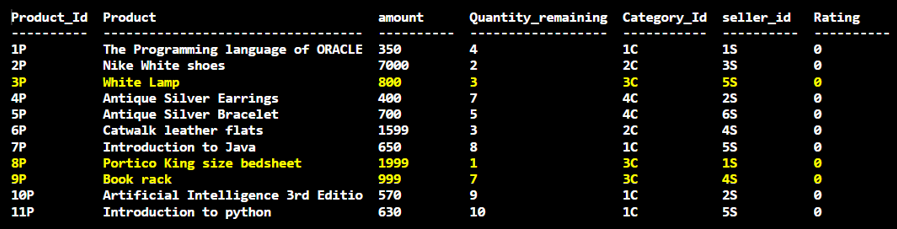 Product_Id  Product                            amount      Quantity_remaining  Category_Id  seller_id   Rating
----------  ---------------------------------  ----------  ------------------  -----------  ----------  ----------
1P          The Programming language of ORACLE 350         4                   1C           1S          0
2P          Nike White shoes                   7000        2                   2C           3S          0
3P          White Lamp                         800         3                   3C           5S          0
4P          Antique Silver Earrings            400         7                   4C           2S          0
5P          Antique Silver Bracelet            700         5                   4C           6S          0
6P          Catwalk leather flats              1599        3                   2C           4S          0
7P          Introduction to Java               650         8                   1C           5S          0
8P          Portico King size bedsheet         1999        1                   3C           1S          0
9P          Book rack                          999         7                   3C           4S          0
10P         Artificial Intelligence 3rd Editio 570         9                   1C           2S          0
11P         Introduction to python             630         10                  1C           5S          0